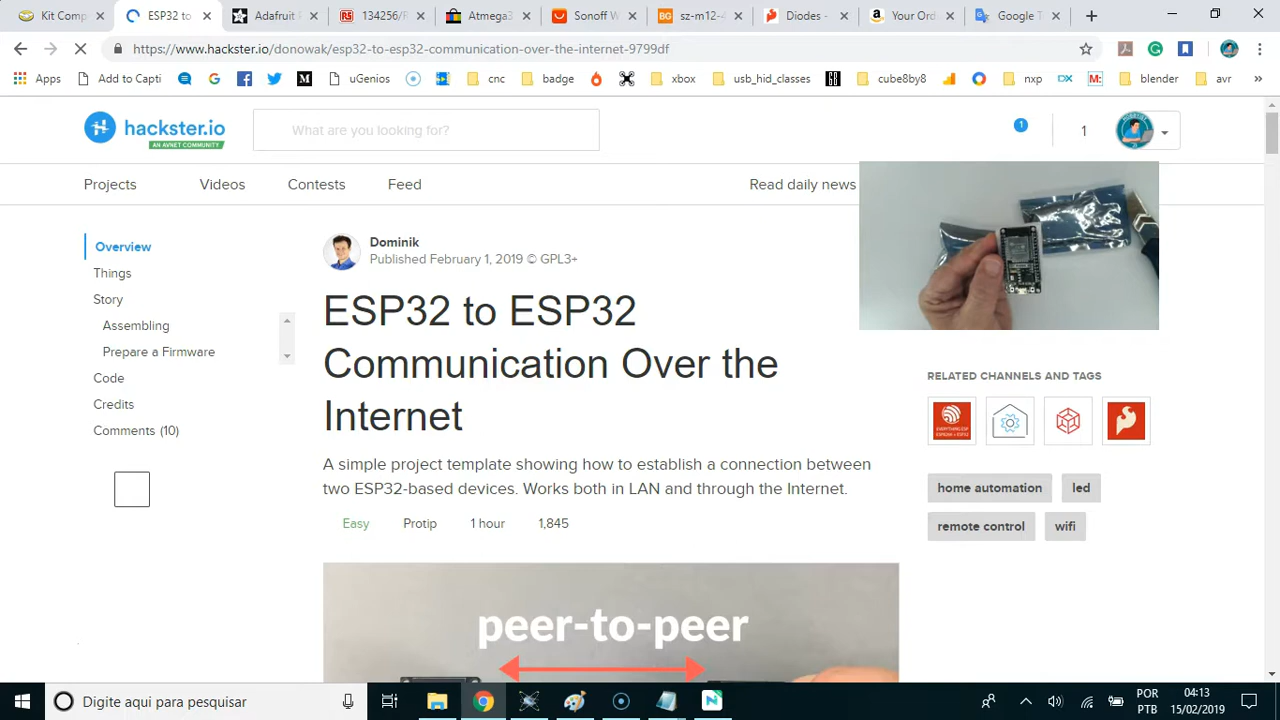 Kit Comp
ESP32 to
Adafruit
134256
Atmega
Sonoff W
sz-m12-
Diodes -
Your Ord
Google T
https://www.hackster.io/donowak/esp32-to-esp32-communication-over-the-internet-9799df
Apps
Add to Capti
uGenios
cnc
badge
xbox
usb_hid_classes
cube8by8
nxp
blender
avr
hackster.io
AN AVNET COMMUNITY
What are you looking for?
1
1
Projects
Videos
Contests
Feed
Read daily news
Overview
Things
Story
Assembling
Prepare a Firmware
Code
Credits
Comments (10)
Dominik
Published February 1, 2019 © GPL3+
ESP32 to ESP32
Communication Over the
Internet
A simple project template showing how to establish a connection between
two ESP32-based devices. Works both in LAN and through the Internet.
Easy
Protip
1 hour
1,845
peer-to-peer
RELATED CHANNELS AND TAGS
home automation
led
remote control
wifi
Digite aqui para pesquisar
POR
PTB
04:13
15/02/2019